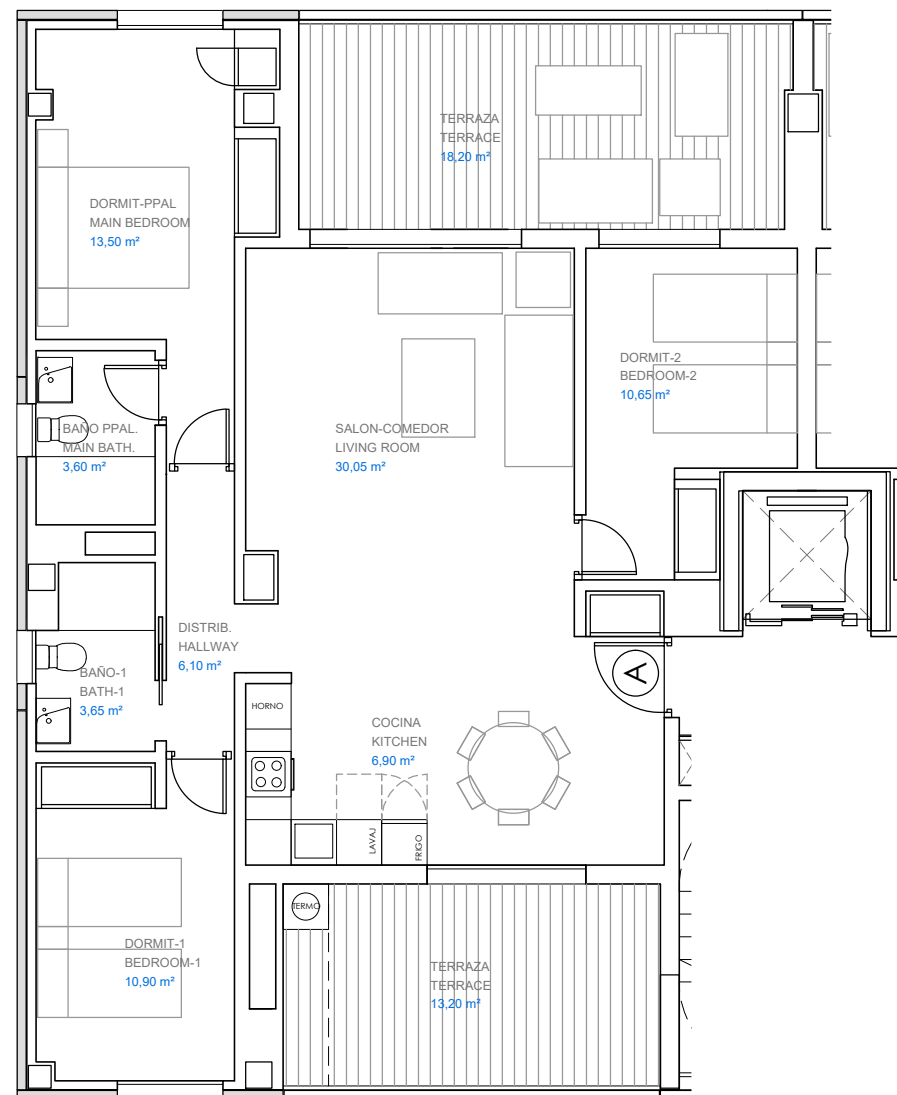 TERRAZA
TERRACE
18,20 m²
DORMIT-PPAL
MAIN BEDROOM
13,50 m²
DORMIT-2
BEDROOM-2
10,65 m²
BAÑO PPAL.
MAIN BATH.
3,60 m²
SALON-COMEDOR
LIVING ROOM
30,05 m²
DISTRIB.
HALLWAY
6,10 m²
BAÑO-1
BATH-1
3,65 m²
A
HORNO
COCINA
KITCHEN
6,90 m²
LAVAJ
FRIGO
TERMO
DORMIT-1
BEDROOM-1
10,90 m²
TERRAZA
TERRACE
13,20 m²